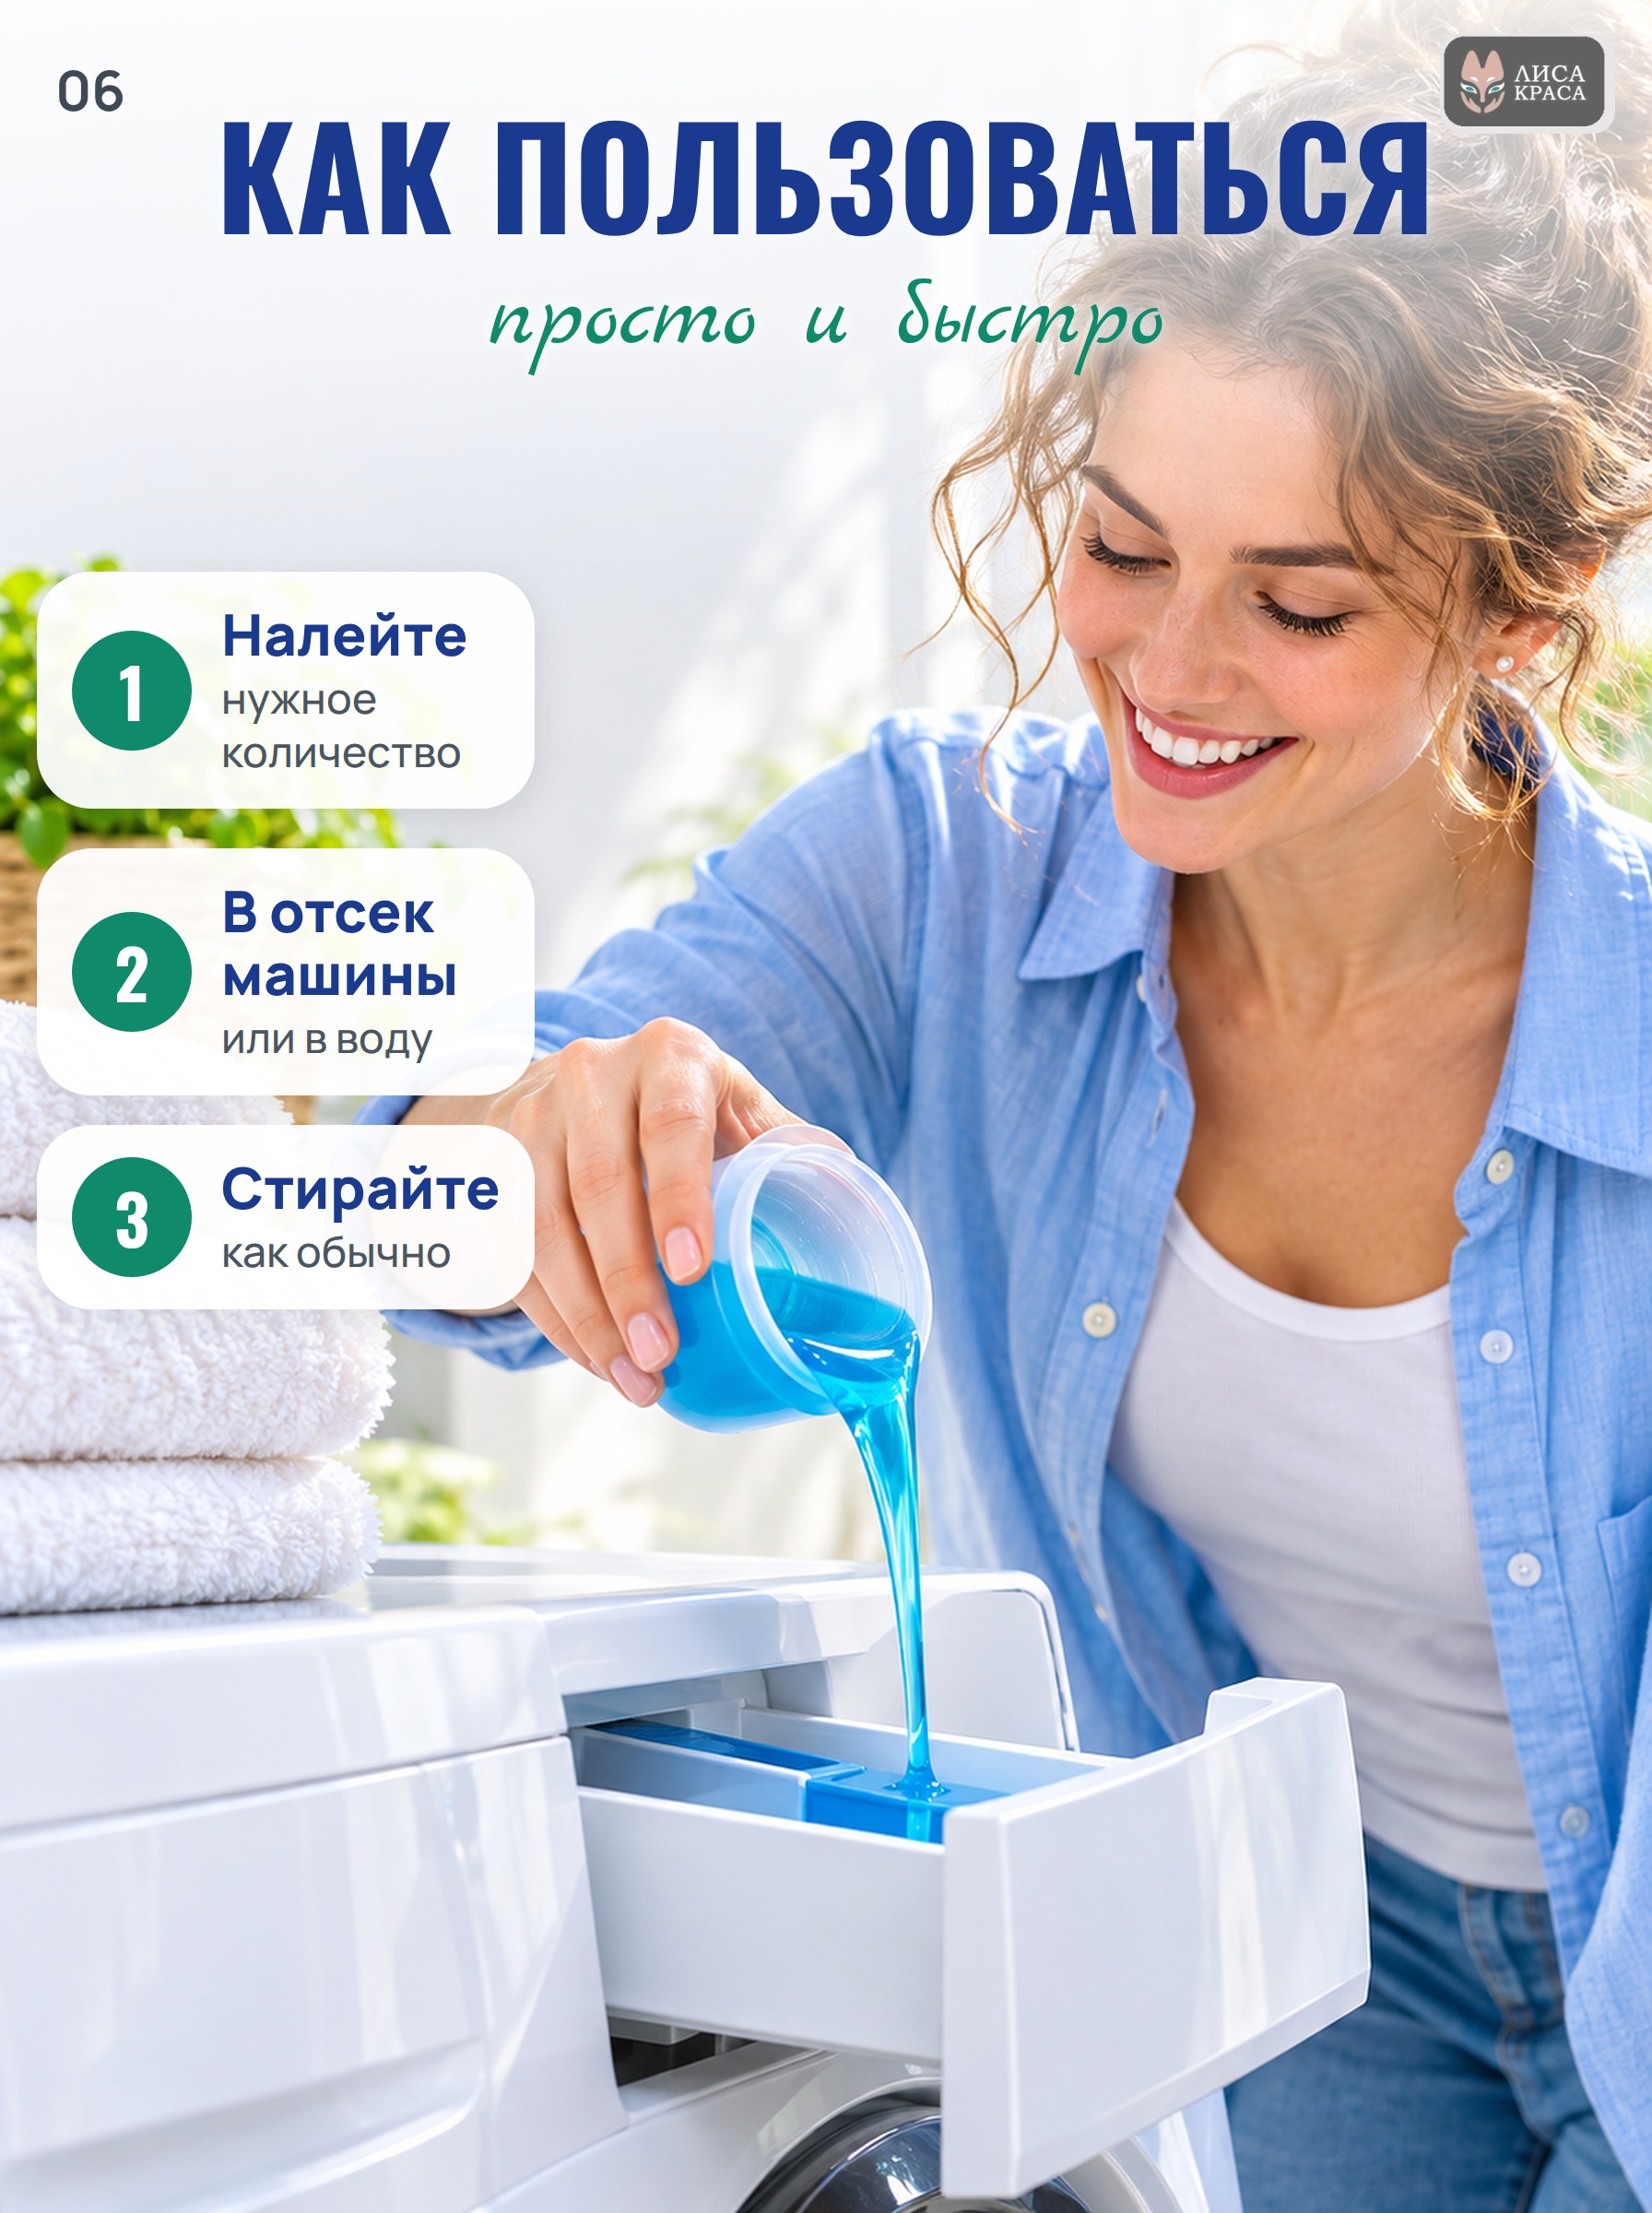 06
ЛИСА
КРАСА
КАК ПОЛЬЗОВАТЬСЯ
просто и быстро
1
Налейте
нужное
количество
2
В отсек
машины
или в воду
3
Стирайте
как обычно